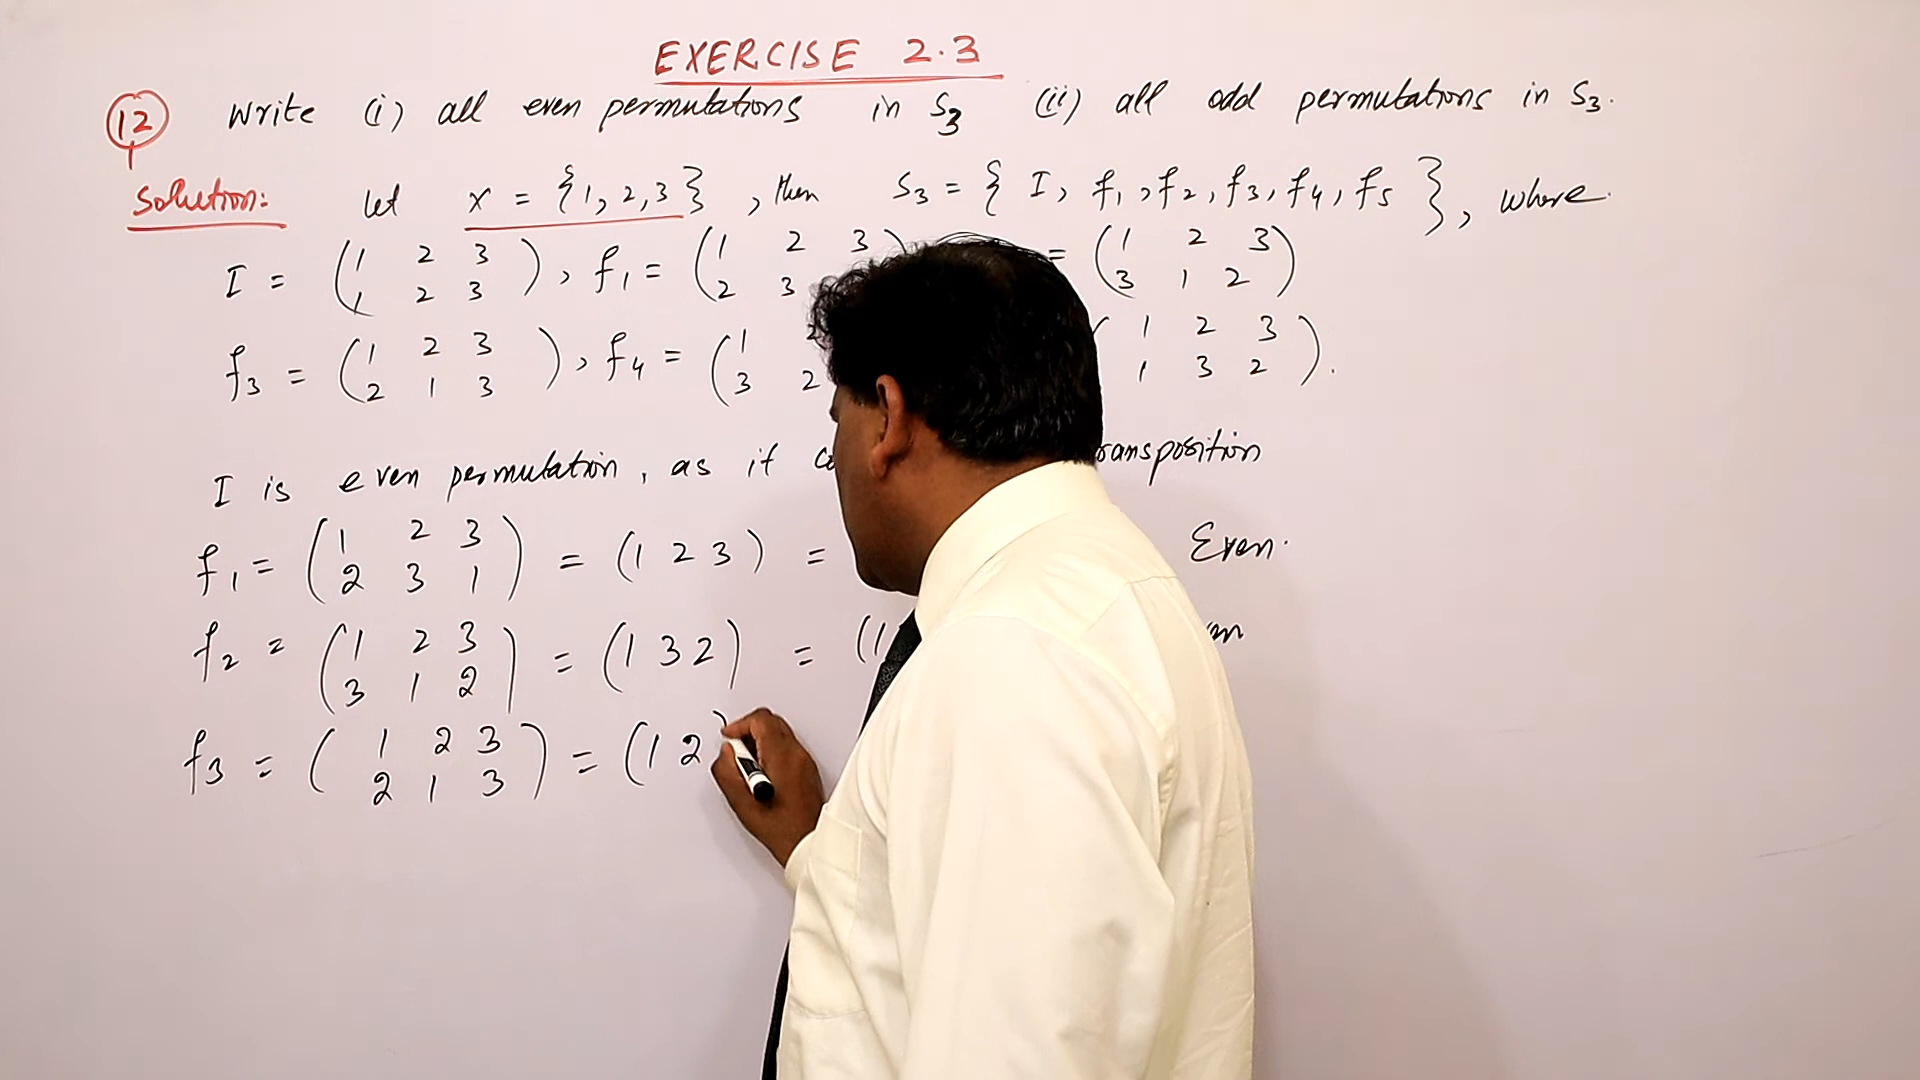 EXERCISE 2.3
12 Write (i) all even permutations in S3 (ii) all odd permutations in S3.
Solution: let X = {1, 2, 3}, then S3 = { I, f1, f2, f3, f4, f5 }, where
I = ( 1 2 3 ), f1 = ( 1 2 3 ) = ( 1 2 3 )
1 2 3 2 3 3 1 2
f3 = ( 1 2 3 ), f4 = ( 1 2 ( 1 2 3 ).
2 1 3 3 2 1 3 2
I is even permutation, as it transposition
f1 = ( 1 2 3 ) = (1 2 3) = Even.
2 3 1
f2 = ( 1 2 3 ) = (1 3 2) = (1
3 1 2
f3 = ( 1 2 3 ) = (1 2)
2 1 3